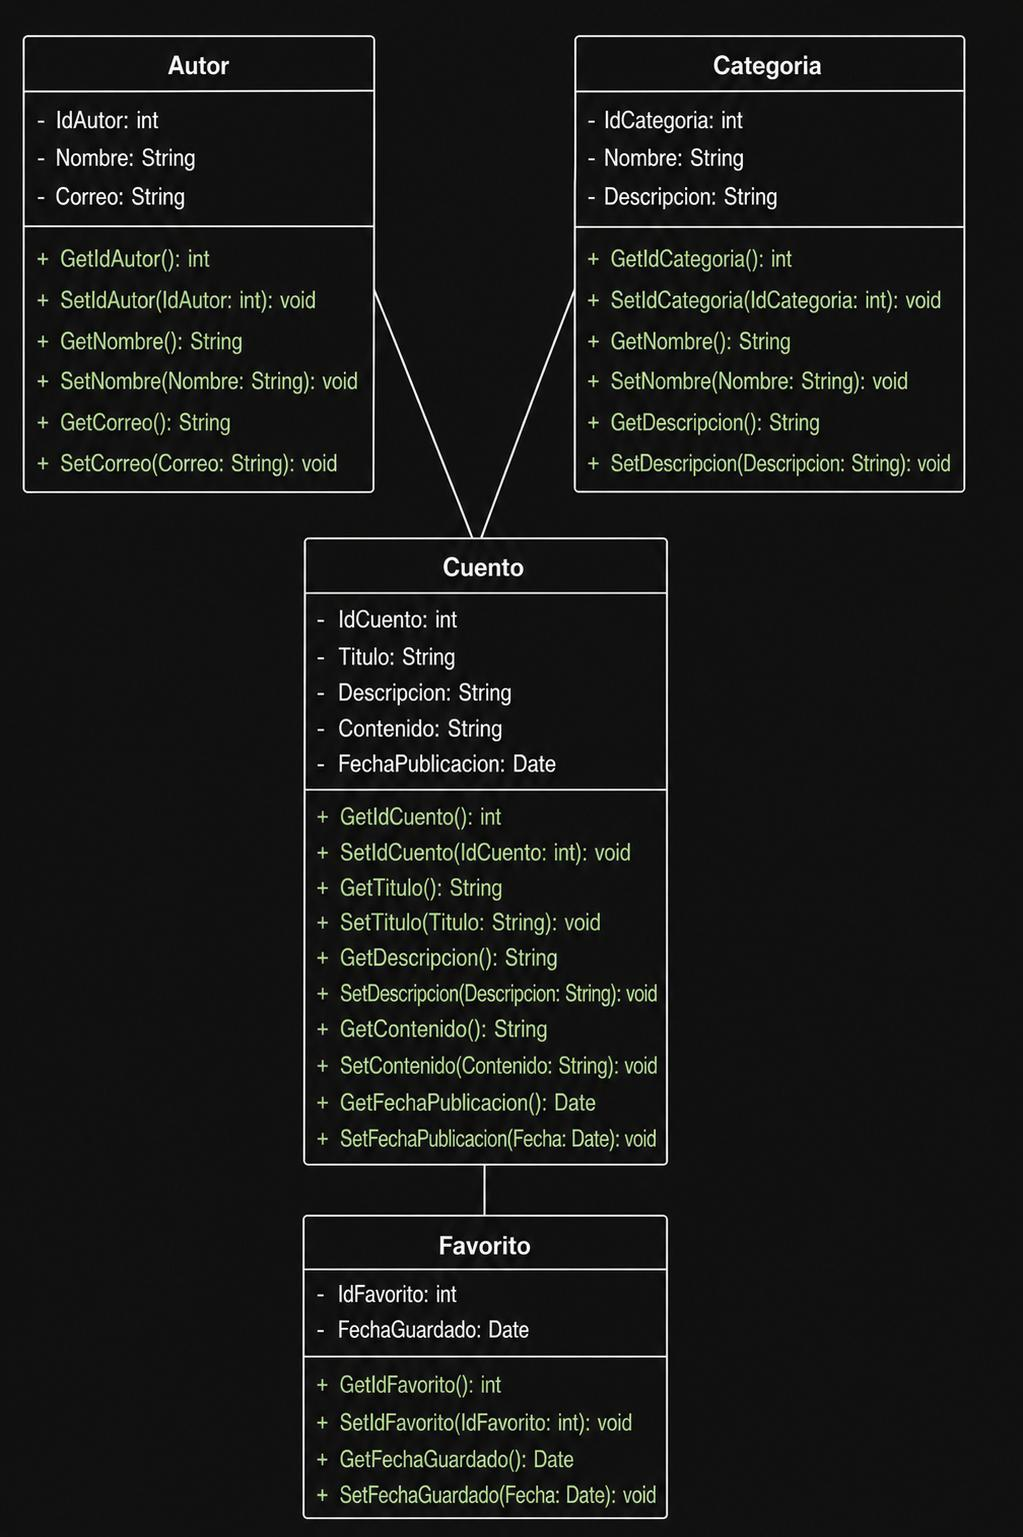 Autor
- IdAutor: int
- Nombre: String
- Correo: String
+ GetIdAutor(): int
+ SetIdAutor(IdAutor: int): void
+ GetNombre(): String
+ SetNombre(Nombre: String): void
+ GetCorreo(): String
+ SetCorreo(Correo: String): void
Categoria
- IdCategoria: int
- Nombre: String
- Descripcion: String
+ GetIdCategoria(): int
+ SetIdCategoria(IdCategoria: int): void
+ GetNombre(): String
+ SetNombre(Nombre: String): void
+ GetDescripcion(): String
+ SetDescripcion(Descripcion: String): void
Cuento
- IdCuento: int
- Titulo: String
- Descripcion: String
- Contenido: String
- FechaPublicacion: Date
+ GetIdCuento(): int
+ SetIdCuento(IdCuento: int): void
+ GetTitulo(): String
+ SetTitulo(Titulo: String): void
+ GetDescripcion(): String
+ SetDescripcion(Descripcion: String): void
+ GetContenido(): String
+ SetContenido(Contenido: String): void
+ GetFechaPublicacion(): Date
+ SetFechaPublicacion(Fecha: Date): void
Favorito
- IdFavorito: int
- FechaGuardado: Date
+ GetIdFavorito(): int
+ SetIdFavorito(IdFavorito: int): void
+ GetFechaGuardado(): Date
+ SetFechaGuardado(Fecha: Date): void